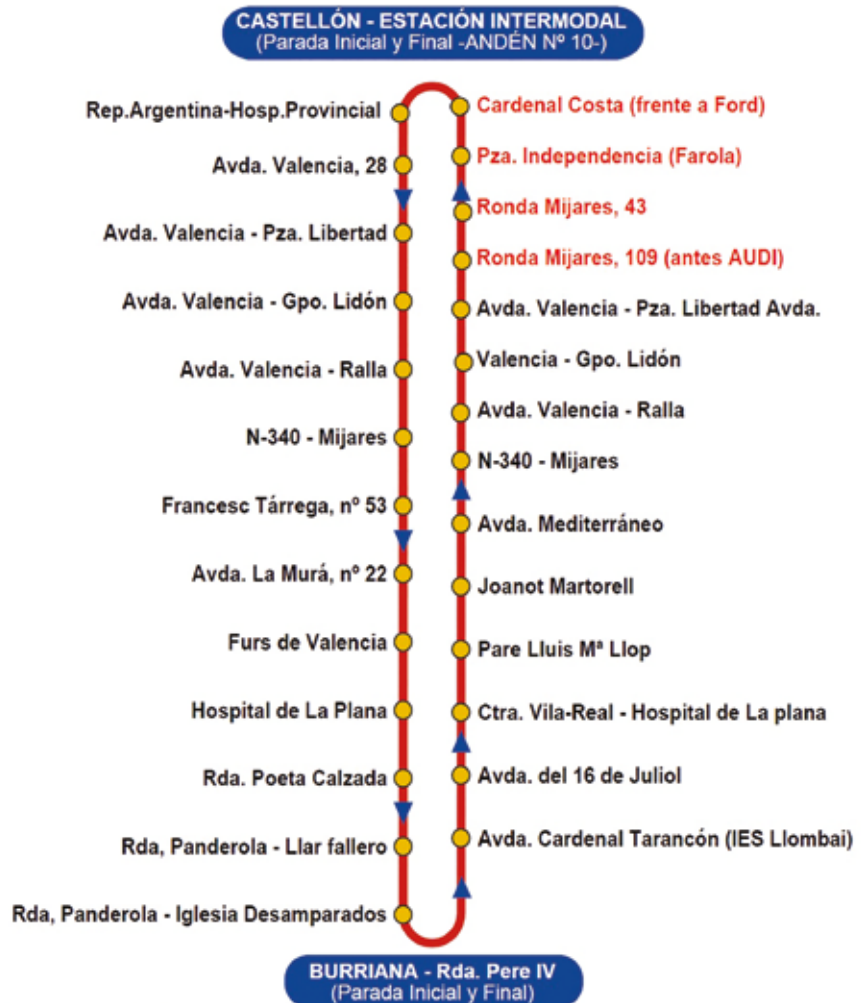 CASTELLÓN - ESTACIÓN INTERMODAL
(Parada Inicial y Final -ANDÉN Nº 10-)
Rep.Argentina-Hosp.Provincial
Avda. Valencia, 28
Avda. Valencia - Pza. Libertad
Avda. Valencia - Gpo. Lidón
Avda. Valencia - Ralla
N-340 - Mijares
Francesc Tárrega, nº 53
Avda. La Murá, nº 22
Furs de Valencia
Hospital de La Plana
Rda. Poeta Calzada
Rda, Panderola - Llar fallero
Rda, Panderola - Iglesia Desamparados
Cardenal Costa (frente a Ford)
Pza. Independencia (Farola)
Ronda Mijares, 43
Ronda Mijares, 109 (antes AUDI)
Avda. Valencia - Pza. Libertad Avda.
Valencia - Gpo. Lidón
Avda. Valencia - Ralla
N-340 - Mijares
Avda. Mediterráneo
Joanot Martorell
Pare Lluis Mª Llop
Ctra. Vila-Real - Hospital de La plana
Avda. del 16 de Juliol
Avda. Cardenal Tarancón (IES Llombai)
BURRIANA - Rda. Pere IV
(Parada Inicial y Final)